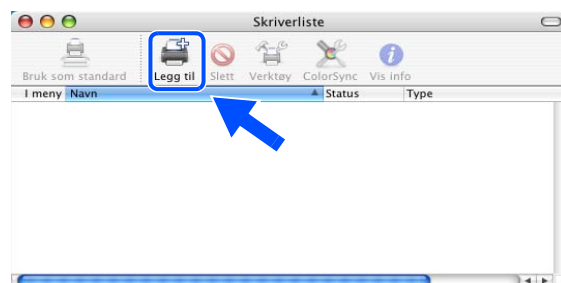 Skriverliste
Bruk som standard Legg til Slett Verktøy ColorSync Vis info
I meny Navn Status Type